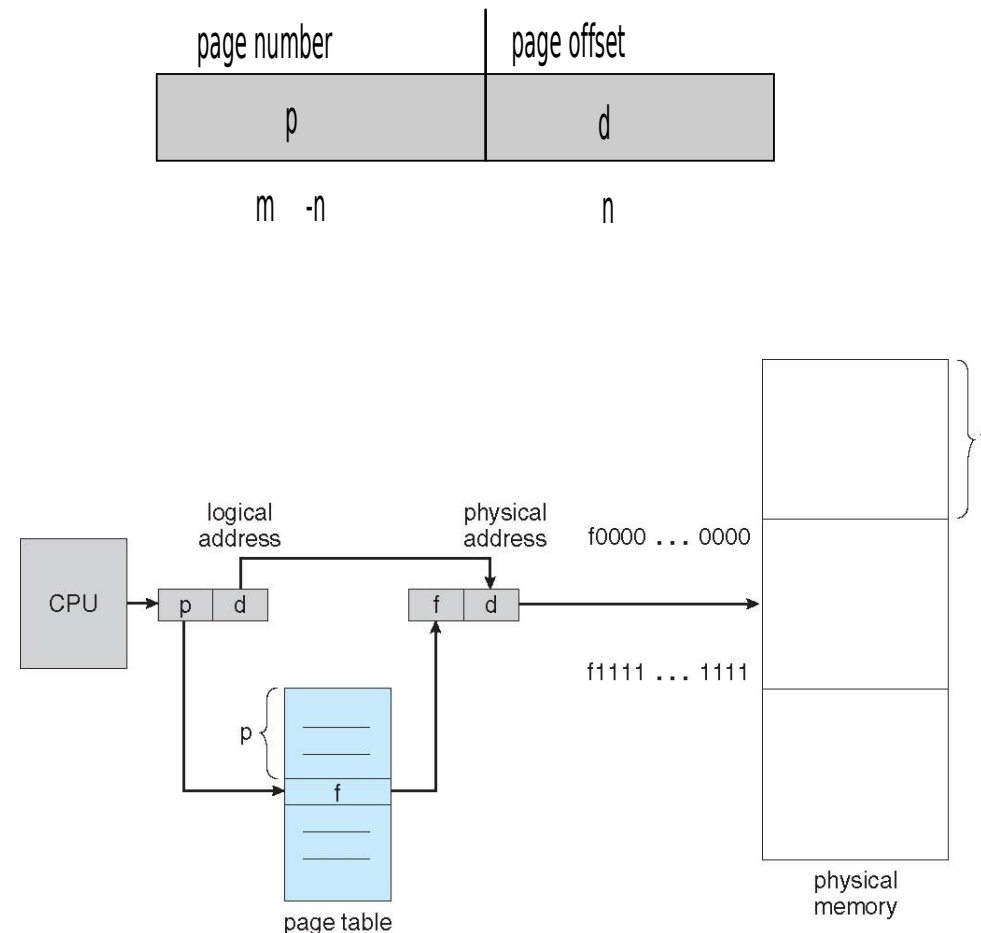 page number
page offset
p
d
m -n
n
logical
address
physical
address
f0000 ... 0000
CPU
p
d
f
d
f1111 ... 1111
p
f
page table
physical
memory